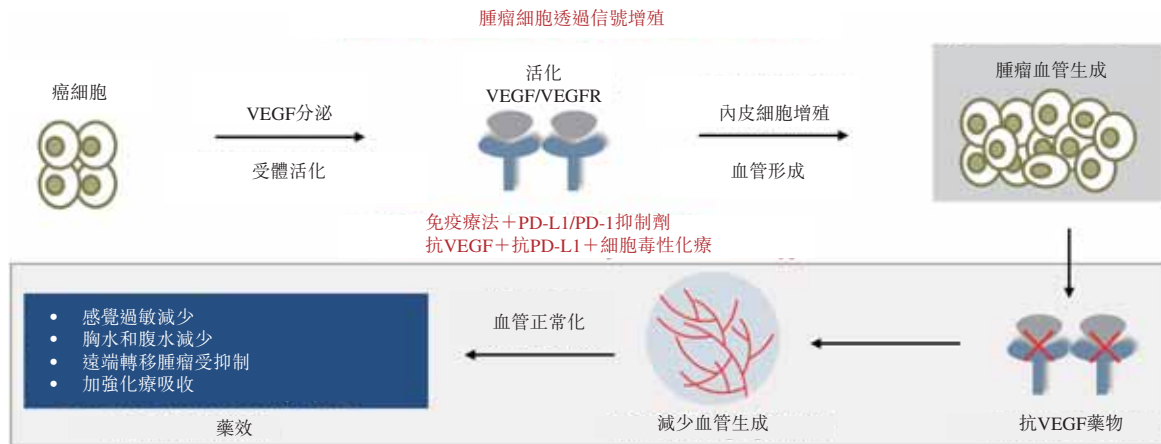 腫瘤細胞透過信號增殖
癌細胞
VEGF分泌
受體活化
活化
VEGF/VEGFR
內皮細胞增殖
血管形成
腫瘤血管生成
免疫療法＋PD-L1/PD-1抑制劑
抗VEGF＋抗PD-L1＋細胞毒性化療
• 感覺過敏減少
• 胸水和腹水減少
• 遠端轉移腫瘤受抑制
• 加強化療吸收
藥效
血管正常化
減少血管生成
抗VEGF藥物